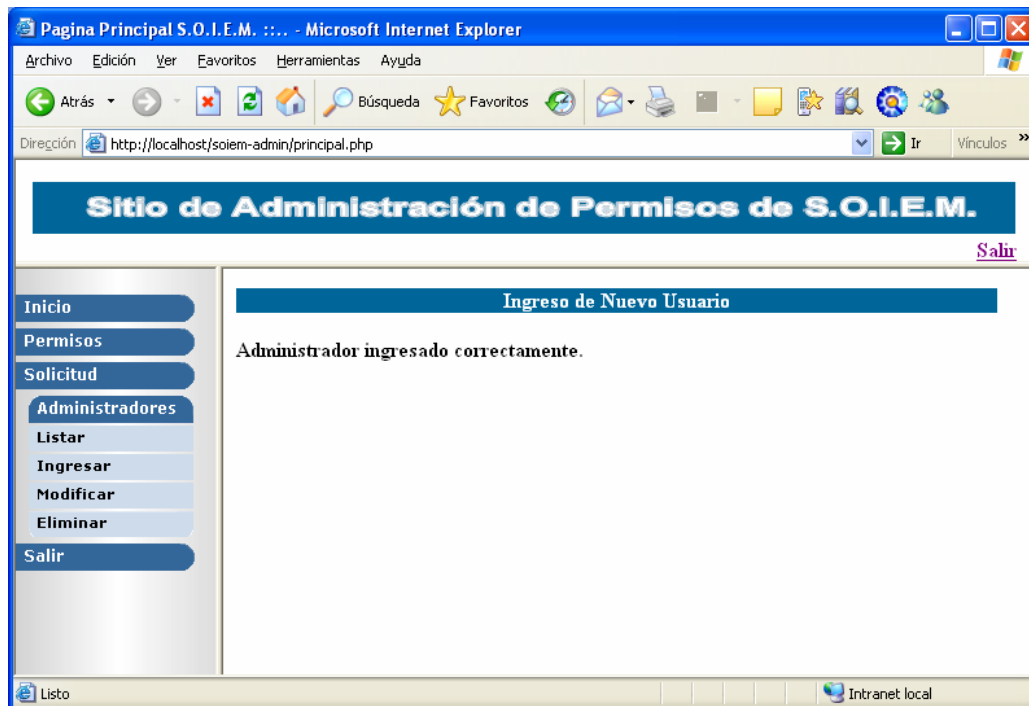 Pagina Principal S.O.I.E.M. ::.. - Microsoft Internet Explorer
Archivo Edición Ver Favoritos Herramientas Ayuda
Atrás Búsqueda Favoritos
Dirección http://localhost/soiem-admin/principal.php Ir Vínculos »
Sitio de Administración de Permisos de S.O.I.E.M.
Salir
Inicio
Permisos
Solicitud
Administradores
Listar
Ingresar
Modificar
Eliminar
Salir
Ingreso de Nuevo Usuario
Administrador ingresado correctamente.
Listo Intranet local